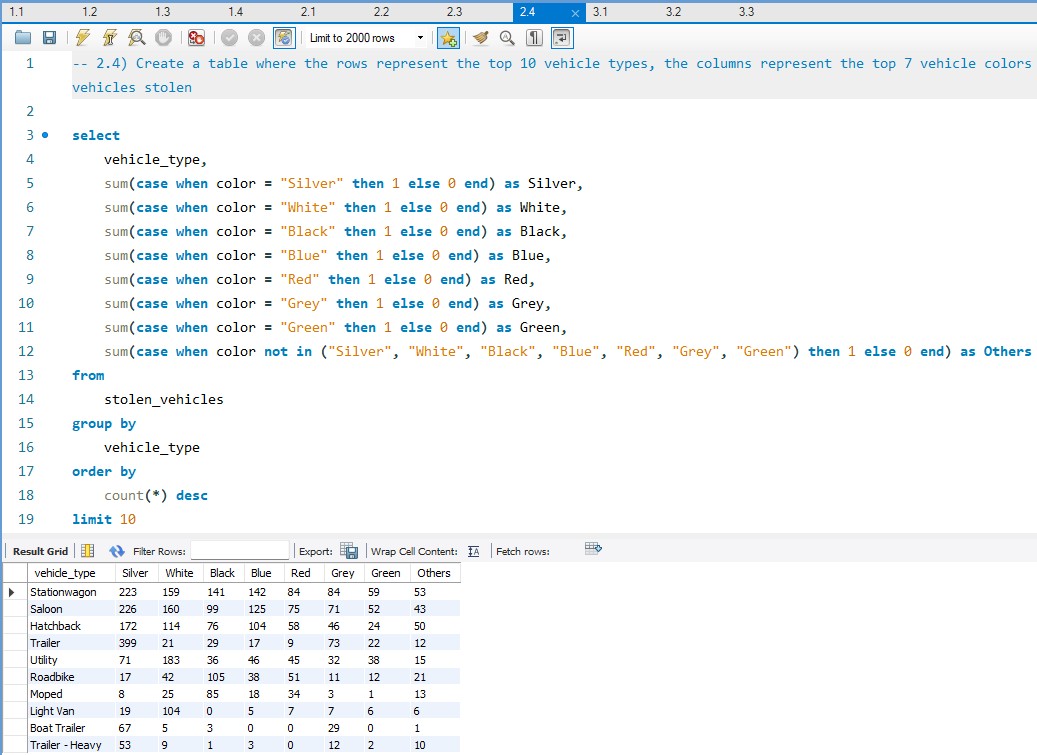 1.1 1.2 1.3 1.4 2.1 2.2 2.3 2.4 × 3.1 3.2 3.3
Limit to 2000 rows
1 -- 2.4) Create a table where the rows represent the top 10 vehicle types, the columns represent the top 7 vehicle colors
vehicles stolen
2
3 select
4 vehicle_type,
5 sum(case when color = "Silver" then 1 else 0 end) as Silver,
6 sum(case when color = "White" then 1 else 0 end) as White,
7 sum(case when color = "Black" then 1 else 0 end) as Black,
8 sum(case when color = "Blue" then 1 else 0 end) as Blue,
9 sum(case when color = "Red" then 1 else 0 end) as Red,
10 sum(case when color = "Grey" then 1 else 0 end) as Grey,
11 sum(case when color = "Green" then 1 else 0 end) as Green,
12 sum(case when color not in ("Silver", "White", "Black", "Blue", "Red", "Grey", "Green") then 1 else 0 end) as Others
13 from
14 stolen_vehicles
15 group by
16 vehicle_type
17 order by
18 count(*) desc
19 limit 10
Result Grid Filter Rows: Export: Wrap Cell Content: IA Fetch rows:
vehicle_type Silver White Black Blue Red Grey Green Others
Stationwagon 223 159 141 142 84 84 59 53
Saloon 226 160 99 125 75 71 52 43
Hatchback 172 114 76 104 58 46 24 50
Trailer 399 21 29 17 9 73 22 12
Utility 71 183 36 46 45 32 38 15
Roadbike 17 42 105 38 51 11 12 21
Moped 8 25 85 18 34 3 1 13
Light Van 19 104 0 5 7 7 6 6
Boat Trailer 67 5 3 0 0 29 0 1
Trailer - Heavy 53 9 1 3 0 12 2 10